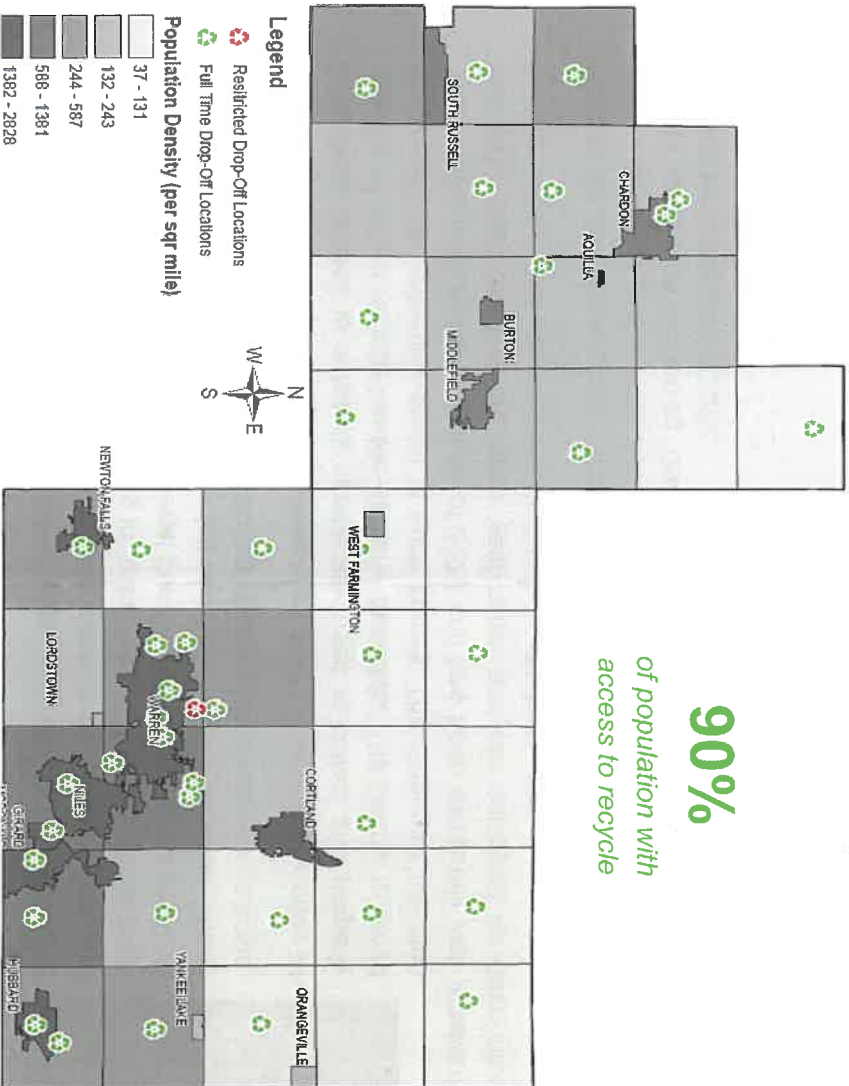 90%
of population with
access to recycle
CHARDON
AQUILLA
SOUTH RUSSELL
BURTON
MIDDLEFIELD
WEST FARMINGTON
CORTLAND
ORANGEVILLE
NEWTON FALLS
WARREN
YANKEE LAKE
LORDSTOWN
NILES
GIRARD
HUBBARD
N
W
E
S
Legend
Resitricted Drop-Off Locations
Full Time Drop-Off Locations
Population Density (per sqr mile)
37 - 131
132 - 243
244 - 587
588 - 1381
1382 - 2828